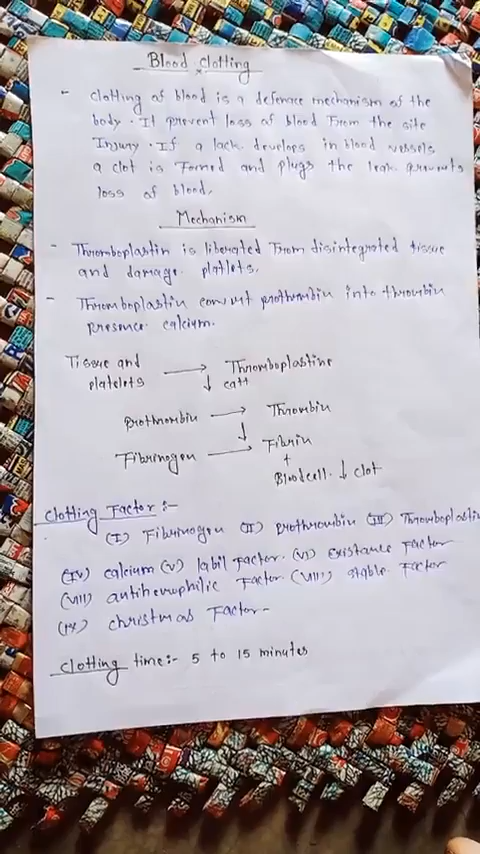 Blood clotting
- clotting of blood is a defence mechanism of the
body. It prevent loss of blood From the site
Injury. If a lack develops in blood vessels
a clot is Formed and plugs the leak prevents
loss of blood.
Mechanism
- Thromboplastin is liberated From disintegrated tissue
and damage platlets.
- Thromboplastin convert prothrombin into thrombin
presence calcium.
Tissue and
platelets → Thromboplastine
↓ ca++
prothrombin → Thrombin
↓
Fibrinogen → Fibrin
+
Blood cell. ↓ clot
Clotting Factor :-
(I) Fibrinogen (II) prothrombin (III) Thromboplastin
(IV) calcium (V) labil Factor. (VI) Existance Factor
(VII) antihemophilic Factor (VIII) stable Factor
(IX) christmas Factor -
Clotting time :- 5 to 15 minutes